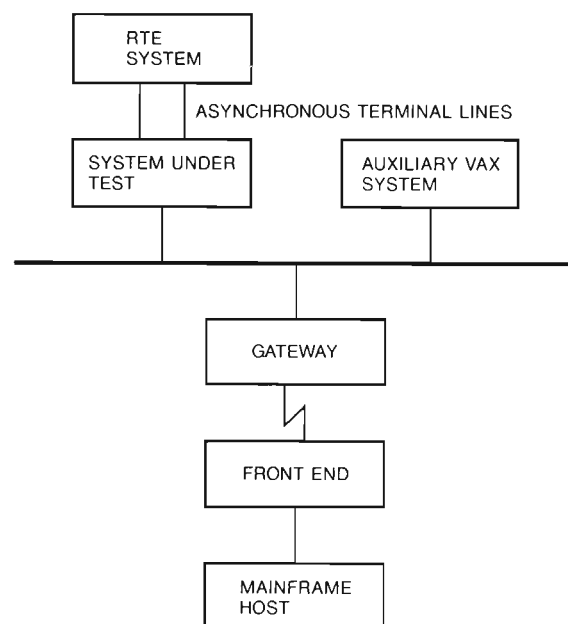 RTE
SYSTEM
ASYNCHRONOUS TERMINAL LINES
SYSTEM UNDER
TEST
AUXILIARY VAX
SYSTEM
GATEWAY
FRONT END
MAINFRAME
HOST